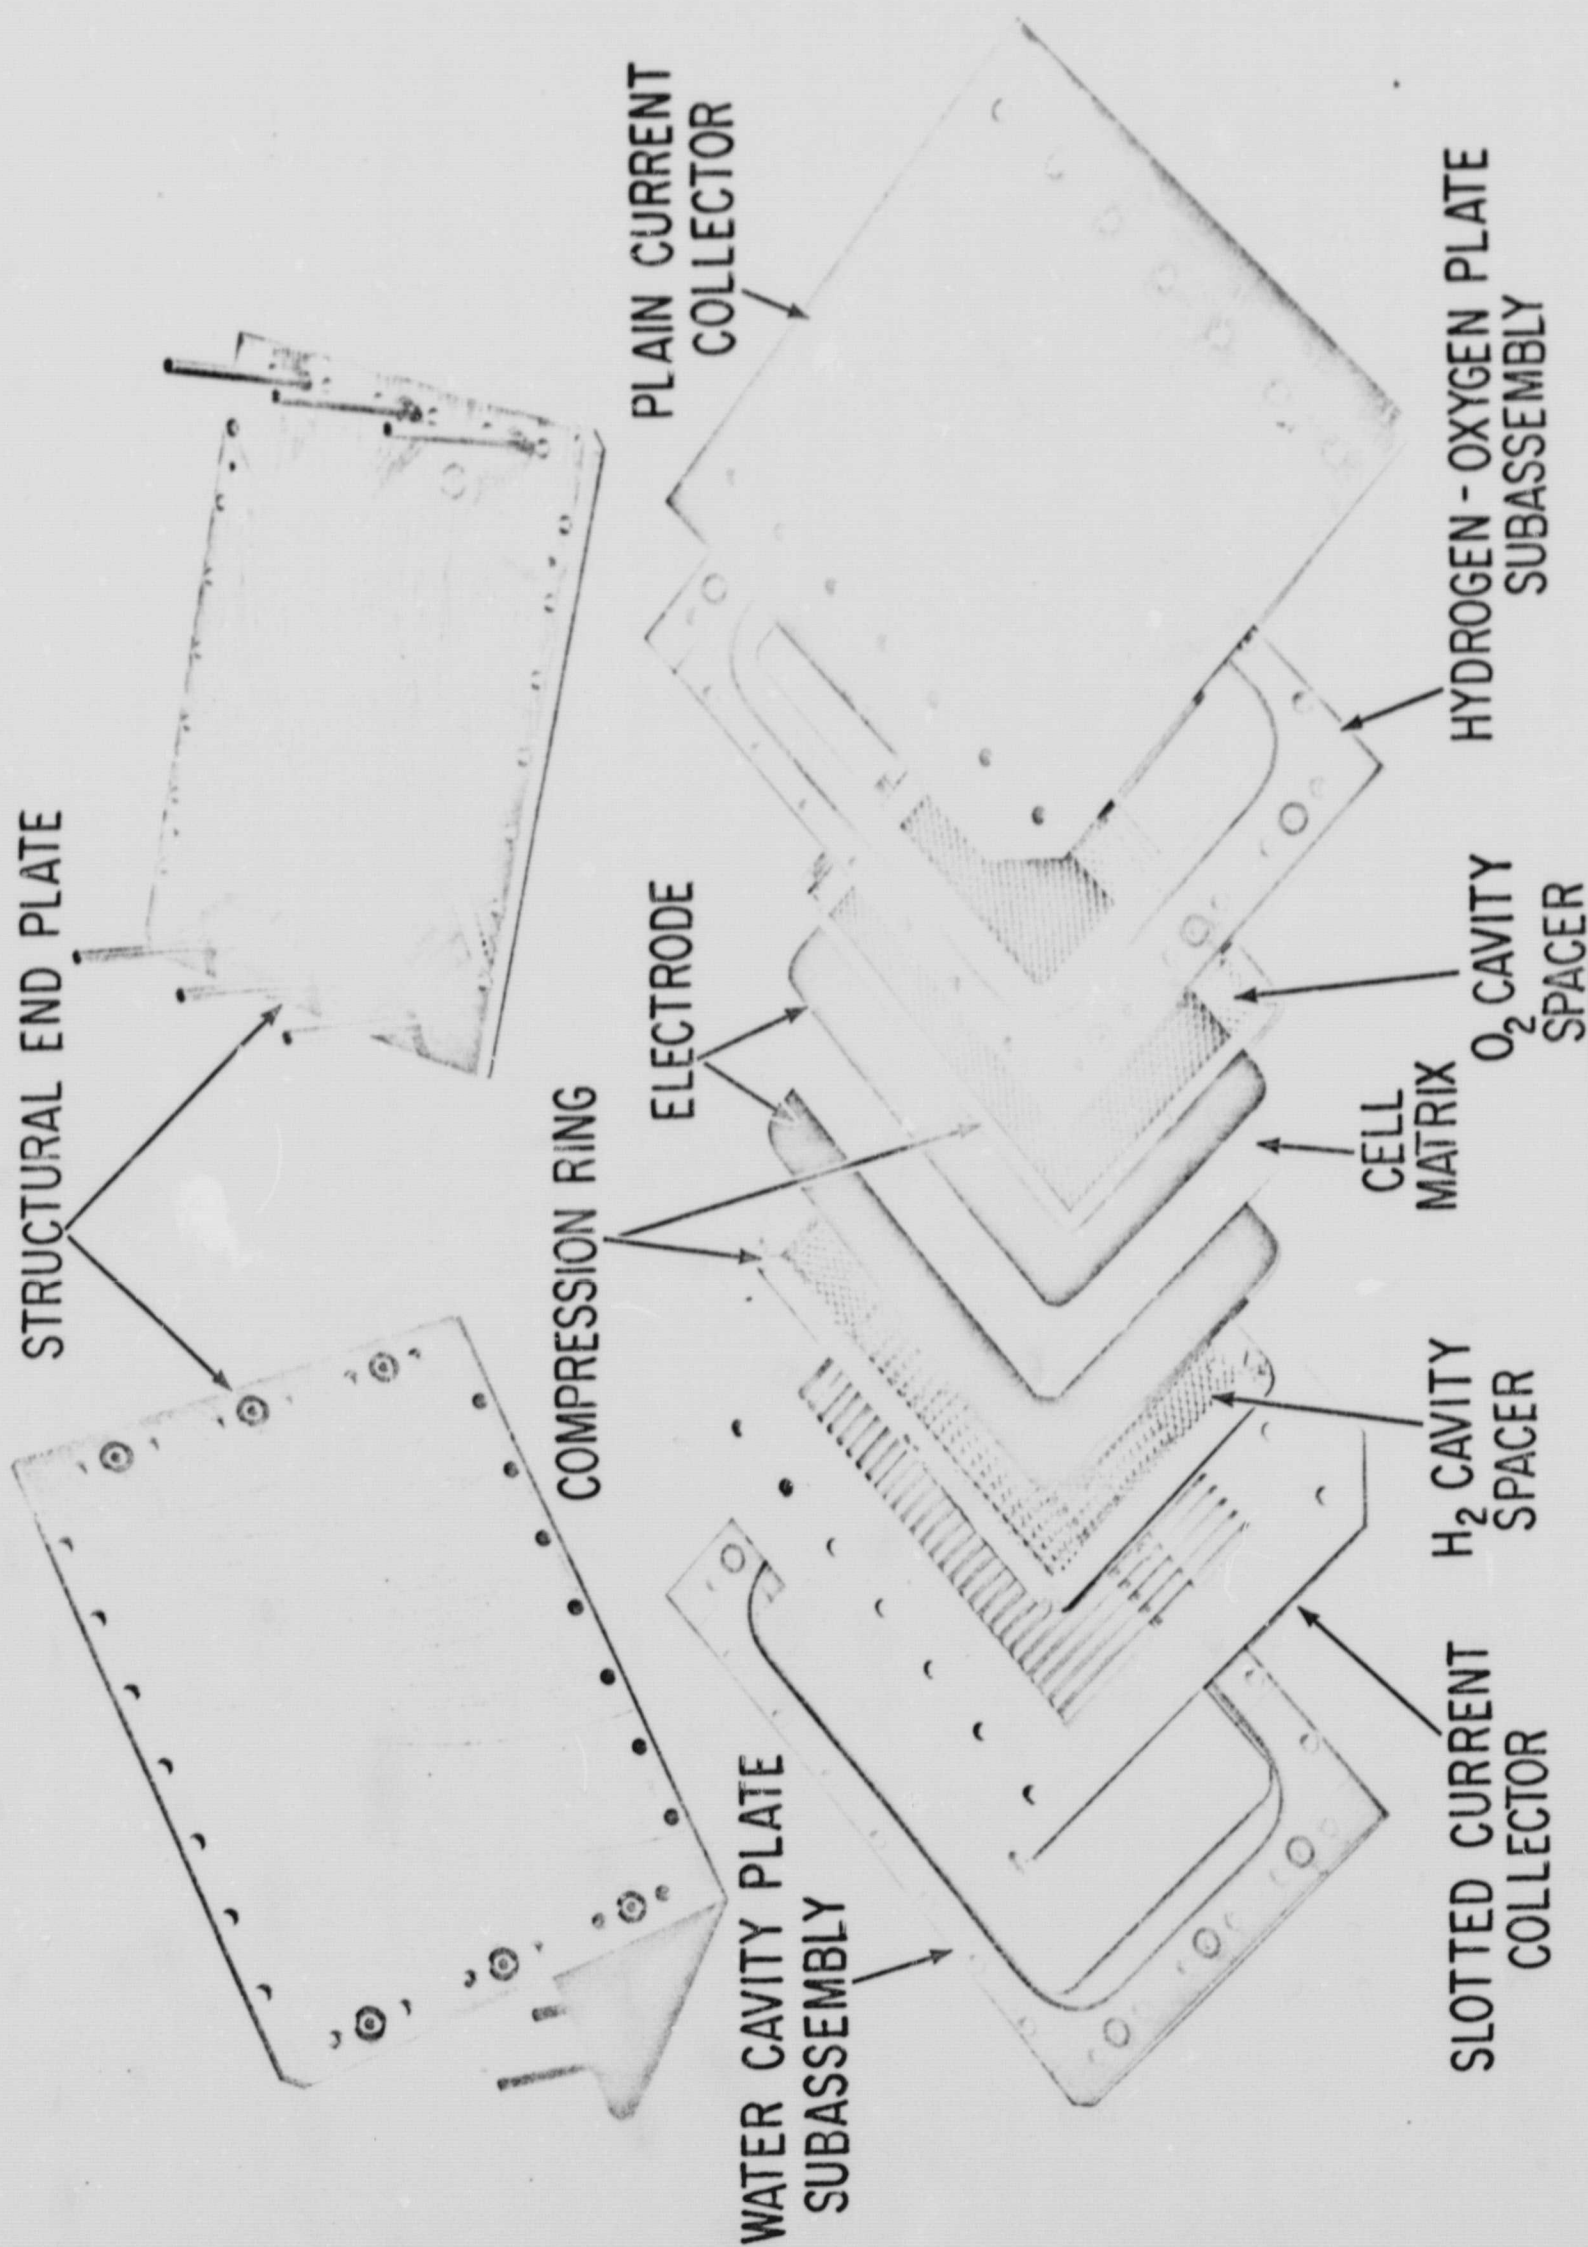 STRUCTURAL END PLATE
COMPRESSION RING
ELECTRODE
PLAIN CURRENT
COLLECTOR
WATER CAVITY PLATE
SUBASSEMBLY
SLOTTED CURRENT
COLLECTOR
H₂ CAVITY
SPACER
CELL
MATRIX
O₂ CAVITY
SPACER
HYDROGEN-OXYGEN PLATE
SUBASSEMBLY